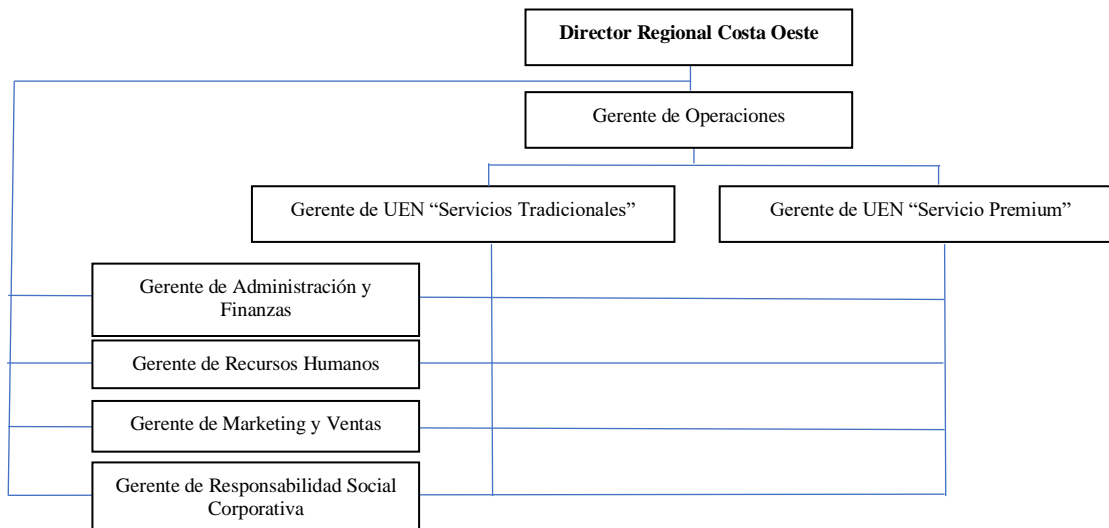 Director Regional Costa Oeste
Gerente de Operaciones
Gerente de UEN “Servicios Tradicionales”
Gerente de UEN “Servicio Premium”
Gerente de Administración y
Finanzas
Gerente de Recursos Humanos
Gerente de Marketing y Ventas
Gerente de Responsabilidad Social
Corporativa